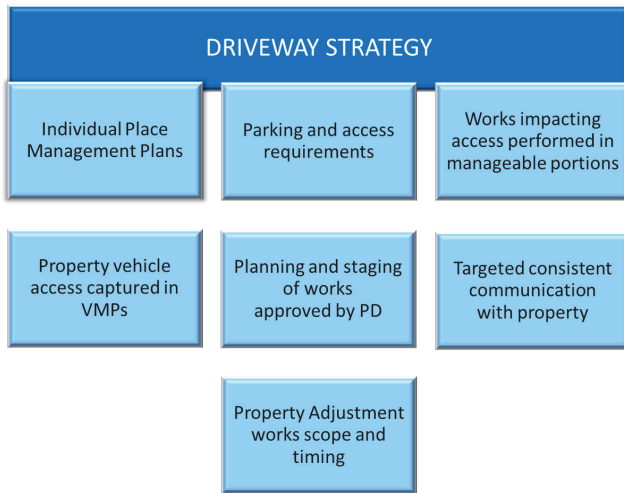 DRIVEWAY STRATEGY
Individual Place
Management Plans
Parking and access
requirements
Works impacting
access performed in
manageable portions
Property vehicle
access captured in
VMPs
Planning and staging
of works
approved by PD
Targeted consistent
communication
with property
Property Adjustment
works scope and
timing